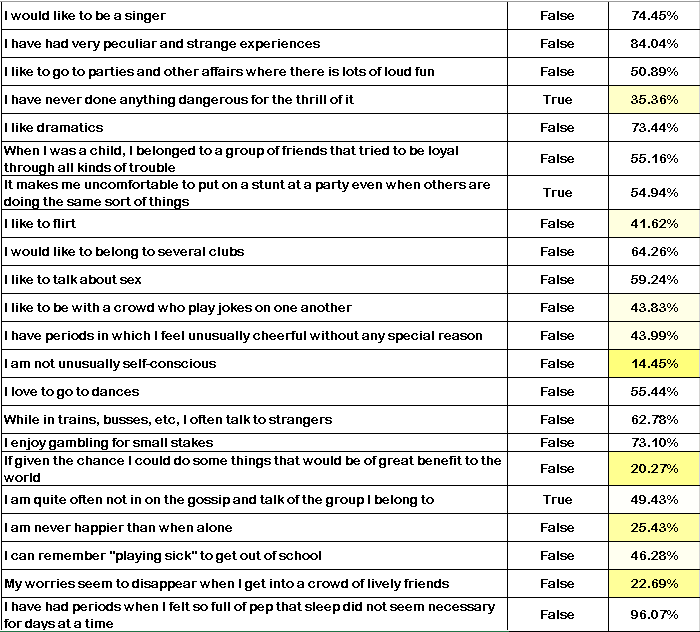 I would like to be a singer False 74.45%
I have had very peculiar and strange experiences False 84.04%
I like to go to parties and other affairs where there is lots of loud fun False 50.89%
I have never done anything dangerous for the thrill of it True 35.36%
I like dramatics False 73.44%
When I was a child, I belonged to a group of friends that tried to be loyal
through all kinds of trouble False 55.16%
It makes me uncomfortable to put on a stunt at a party even when others are
doing the same sort of things True 54.94%
I like to flirt False 41.62%
I would like to belong to several clubs False 64.26%
I like to talk about sex False 59.24%
I like to be with a crowd who play jokes on one another False 43.83%
I have periods in which I feel unusually cheerful without any special reason False 43.99%
I am not unusually self-conscious False 14.45%
I love to go to dances False 55.44%
While in trains, busses, etc, I often talk to strangers False 62.78%
I enjoy gambling for small stakes False 73.10%
If given the chance I could do some things that would be of great benefit to the
world False 20.27%
I am quite often not in on the gossip and talk of the group I belong to True 49.43%
I am never happier than when alone False 25.43%
I can remember "playing sick" to get out of school False 46.28%
My worries seem to disappear when I get into a crowd of lively friends False 22.69%
I have had periods when I felt so full of pep that sleep did not seem necessary
for days at a time False 96.07%